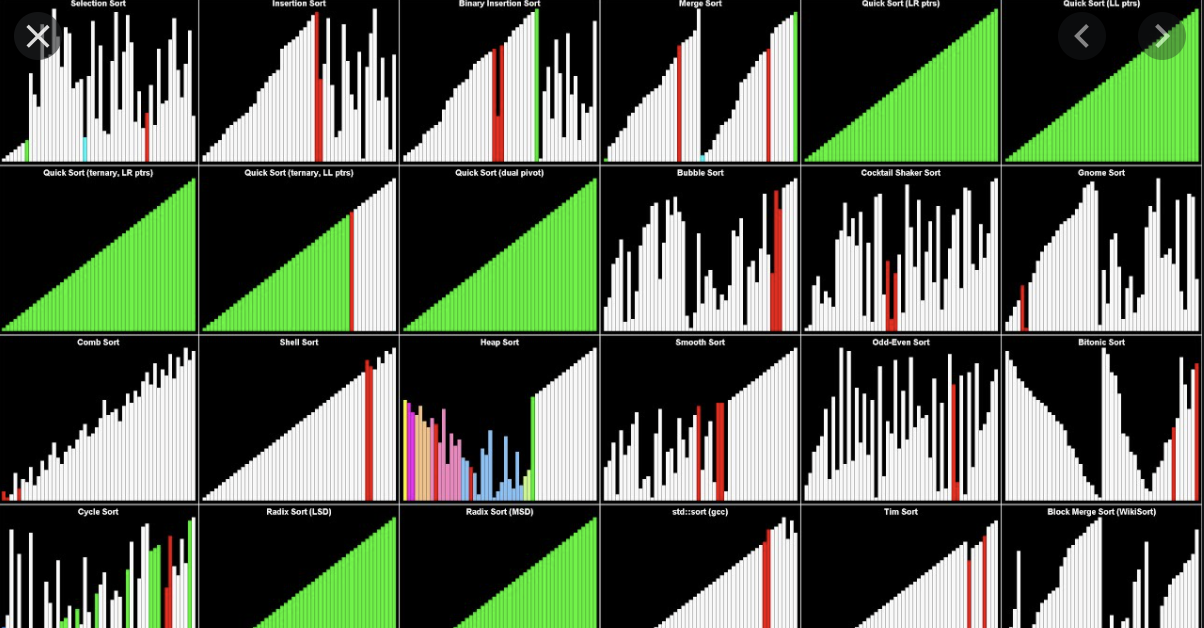 Selection Sort
Insertion Sort
Binary Insertion Sort
Merge Sort
Quick Sort (LR ptrs)
Quick Sort (LL ptrs)
Quick Sort (ternary, LR ptrs)
Quick Sort (ternary, LL ptrs)
Quick Sort (dual pivot)
Bubble Sort
Cocktail Shaker Sort
Gnome Sort
Comb Sort
Shell Sort
Heap Sort
Smooth Sort
Odd-Even Sort
Bitonic Sort
Cycle Sort
Radix Sort (LSD)
Radix Sort (MSD)
std::sort (gcc)
Tim Sort
Block Merge Sort (WikiSort)